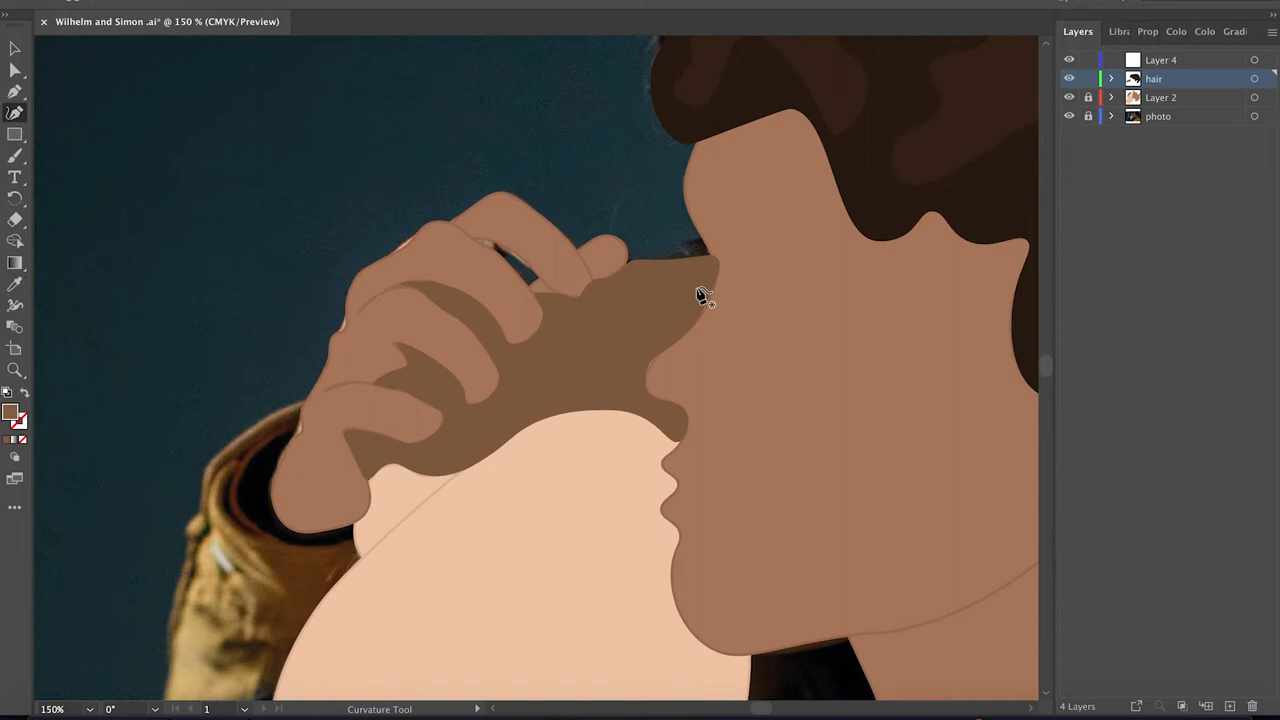 Wilhelm and Simon .ai* @ 150 % (CMYK/Preview)
Layers
Libra
Prop
Colo
Colo
Gradi
Layer 4
hair
Layer 2
photo
150%
0°
1
Curvature Tool
4 Layers